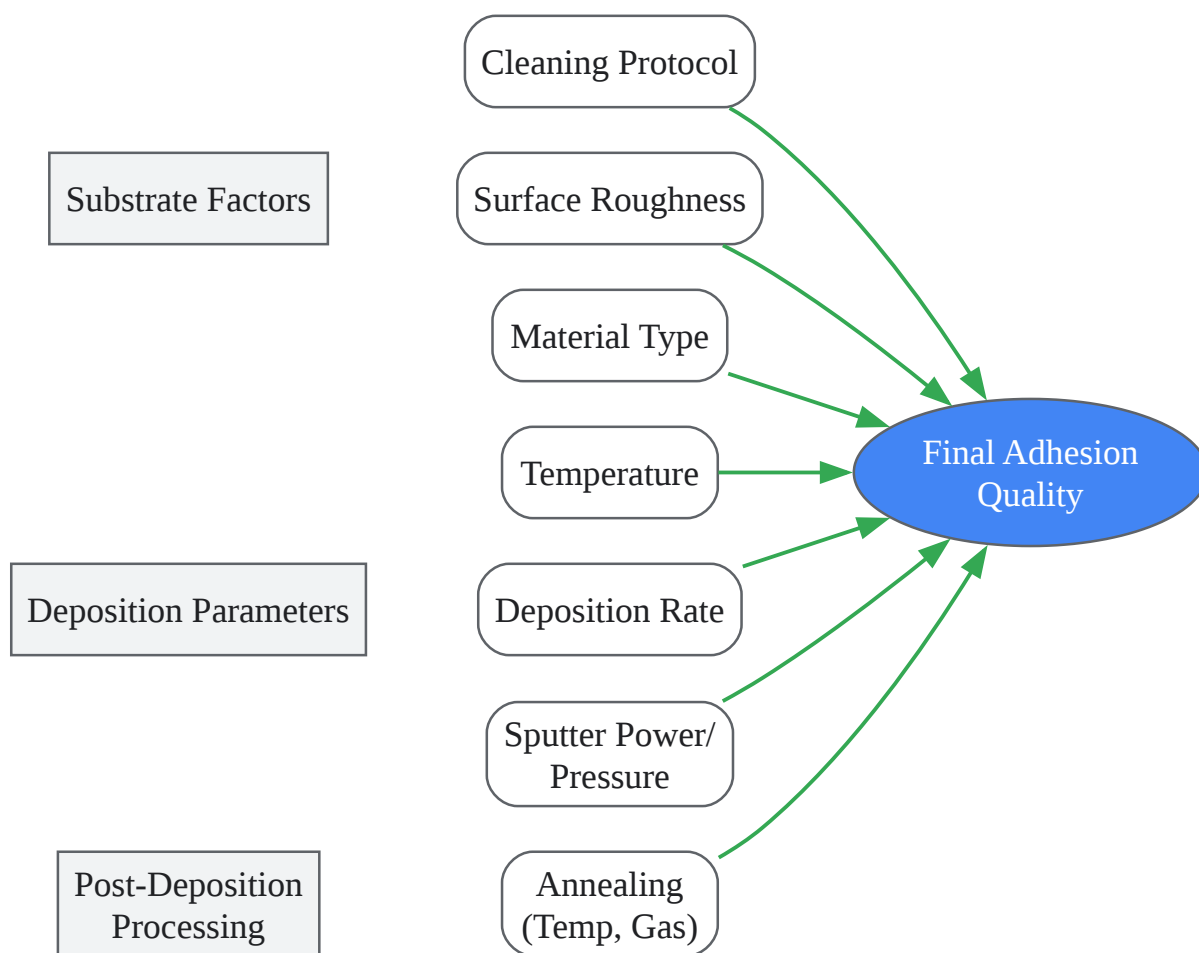 Cleaning Protocol
Substrate Factors
Surface Roughness
Material Type
Temperature
Final Adhesion
Quality
Deposition Parameters
Deposition Rate
Sputter Power/
Pressure
Post-Deposition
Processing
Annealing
(Temp, Gas)